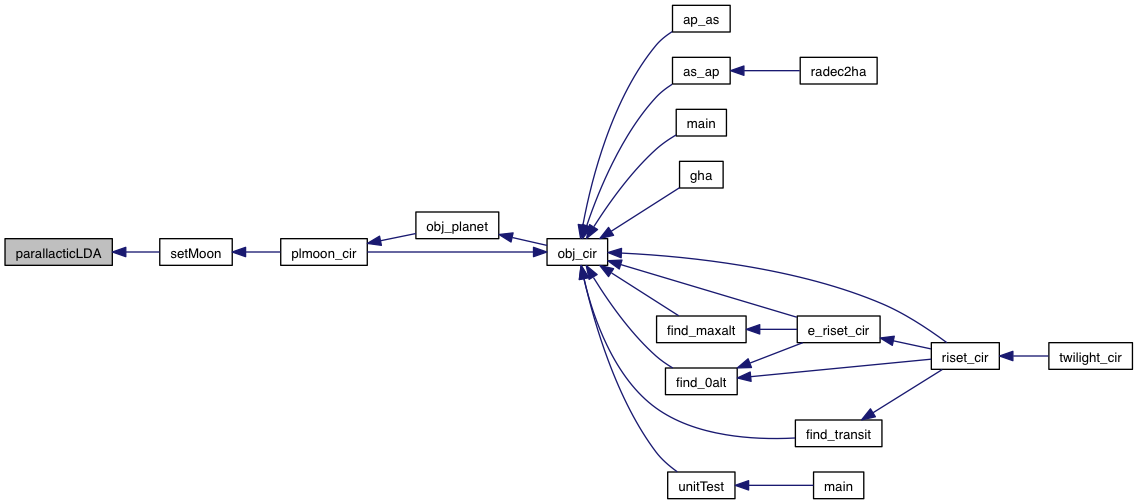 ap_as
as_ap
radec2ha
main
gha
obj_planet
parallacticLDA
setMoon
plmoon_cir
obj_cir
find_maxalt
e_riset_cir
riset_cir
twilight_cir
find_0alt
find_transit
unitTest
main